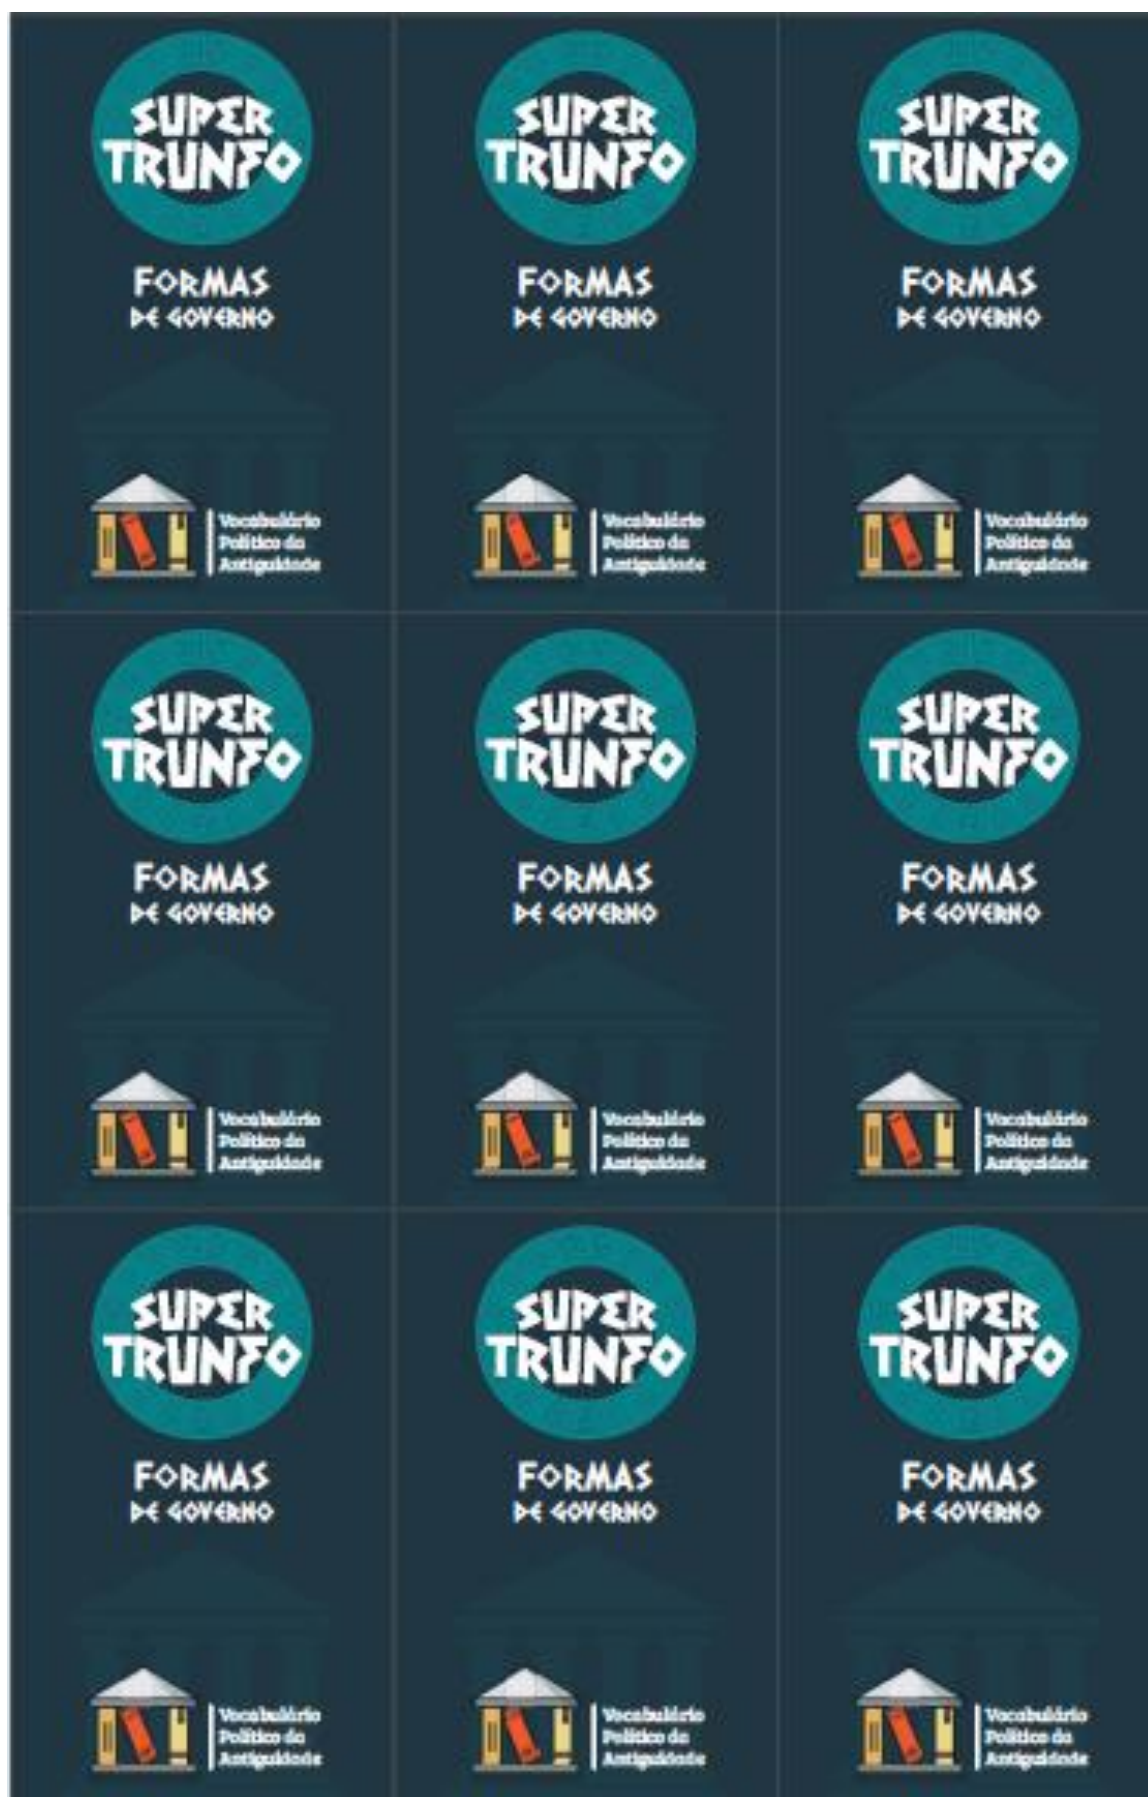 SUPER
TRUNFO
FORMAS
DE GOVERNO
Vocabulário
Político da
Antiguidade
SUPER
TRUNFO
FORMAS
DE GOVERNO
Vocabulário
Político da
Antiguidade
SUPER
TRUNFO
FORMAS
DE GOVERNO
Vocabulário
Político da
Antiguidade
SUPER
TRUNFO
FORMAS
DE GOVERNO
Vocabulário
Político da
Antiguidade
SUPER
TRUNFO
FORMAS
DE GOVERNO
Vocabulário
Político da
Antiguidade
SUPER
TRUNFO
FORMAS
DE GOVERNO
Vocabulário
Político da
Antiguidade
SUPER
TRUNFO
FORMAS
DE GOVERNO
Vocabulário
Político da
Antiguidade
SUPER
TRUNFO
FORMAS
DE GOVERNO
Vocabulário
Político da
Antiguidade
SUPER
TRUNFO
FORMAS
DE GOVERNO
Vocabulário
Político da
Antiguidade